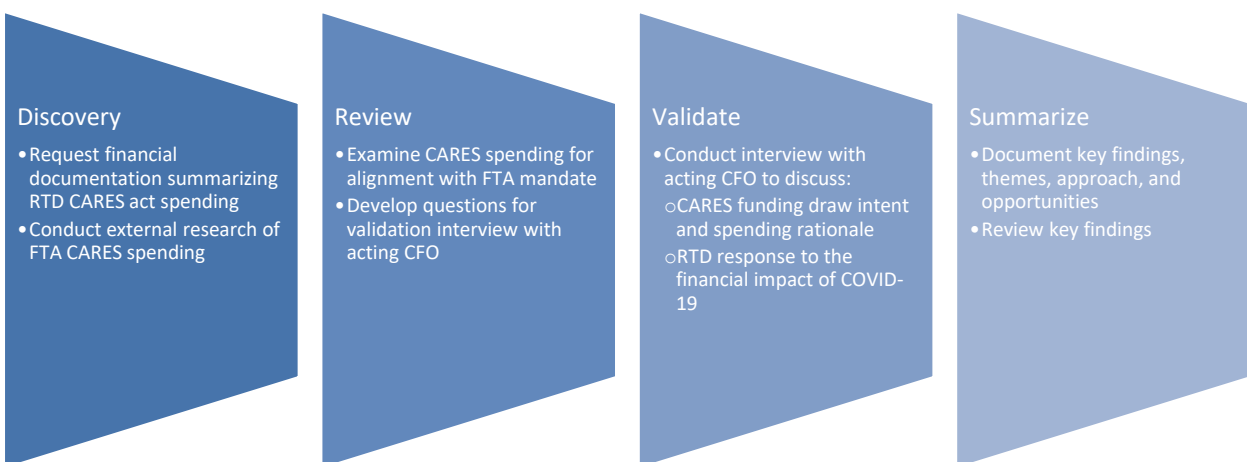 Discovery
•Request financial
documentation summarizing
RTD CARES act spending
•Conduct external research of
FTA CARES spending
Review
•Examine CARES spending for
alignment with FTA mandate
•Develop questions for
validation interview with
acting CFO
Validate
•Conduct interview with
acting CFO to discuss:
oCARES funding draw intent
and spending rationale
oRTD response to the
financial impact of COVID-
19
Summarize
•Document key findings,
themes, approach, and
opportunities
•Review key findings